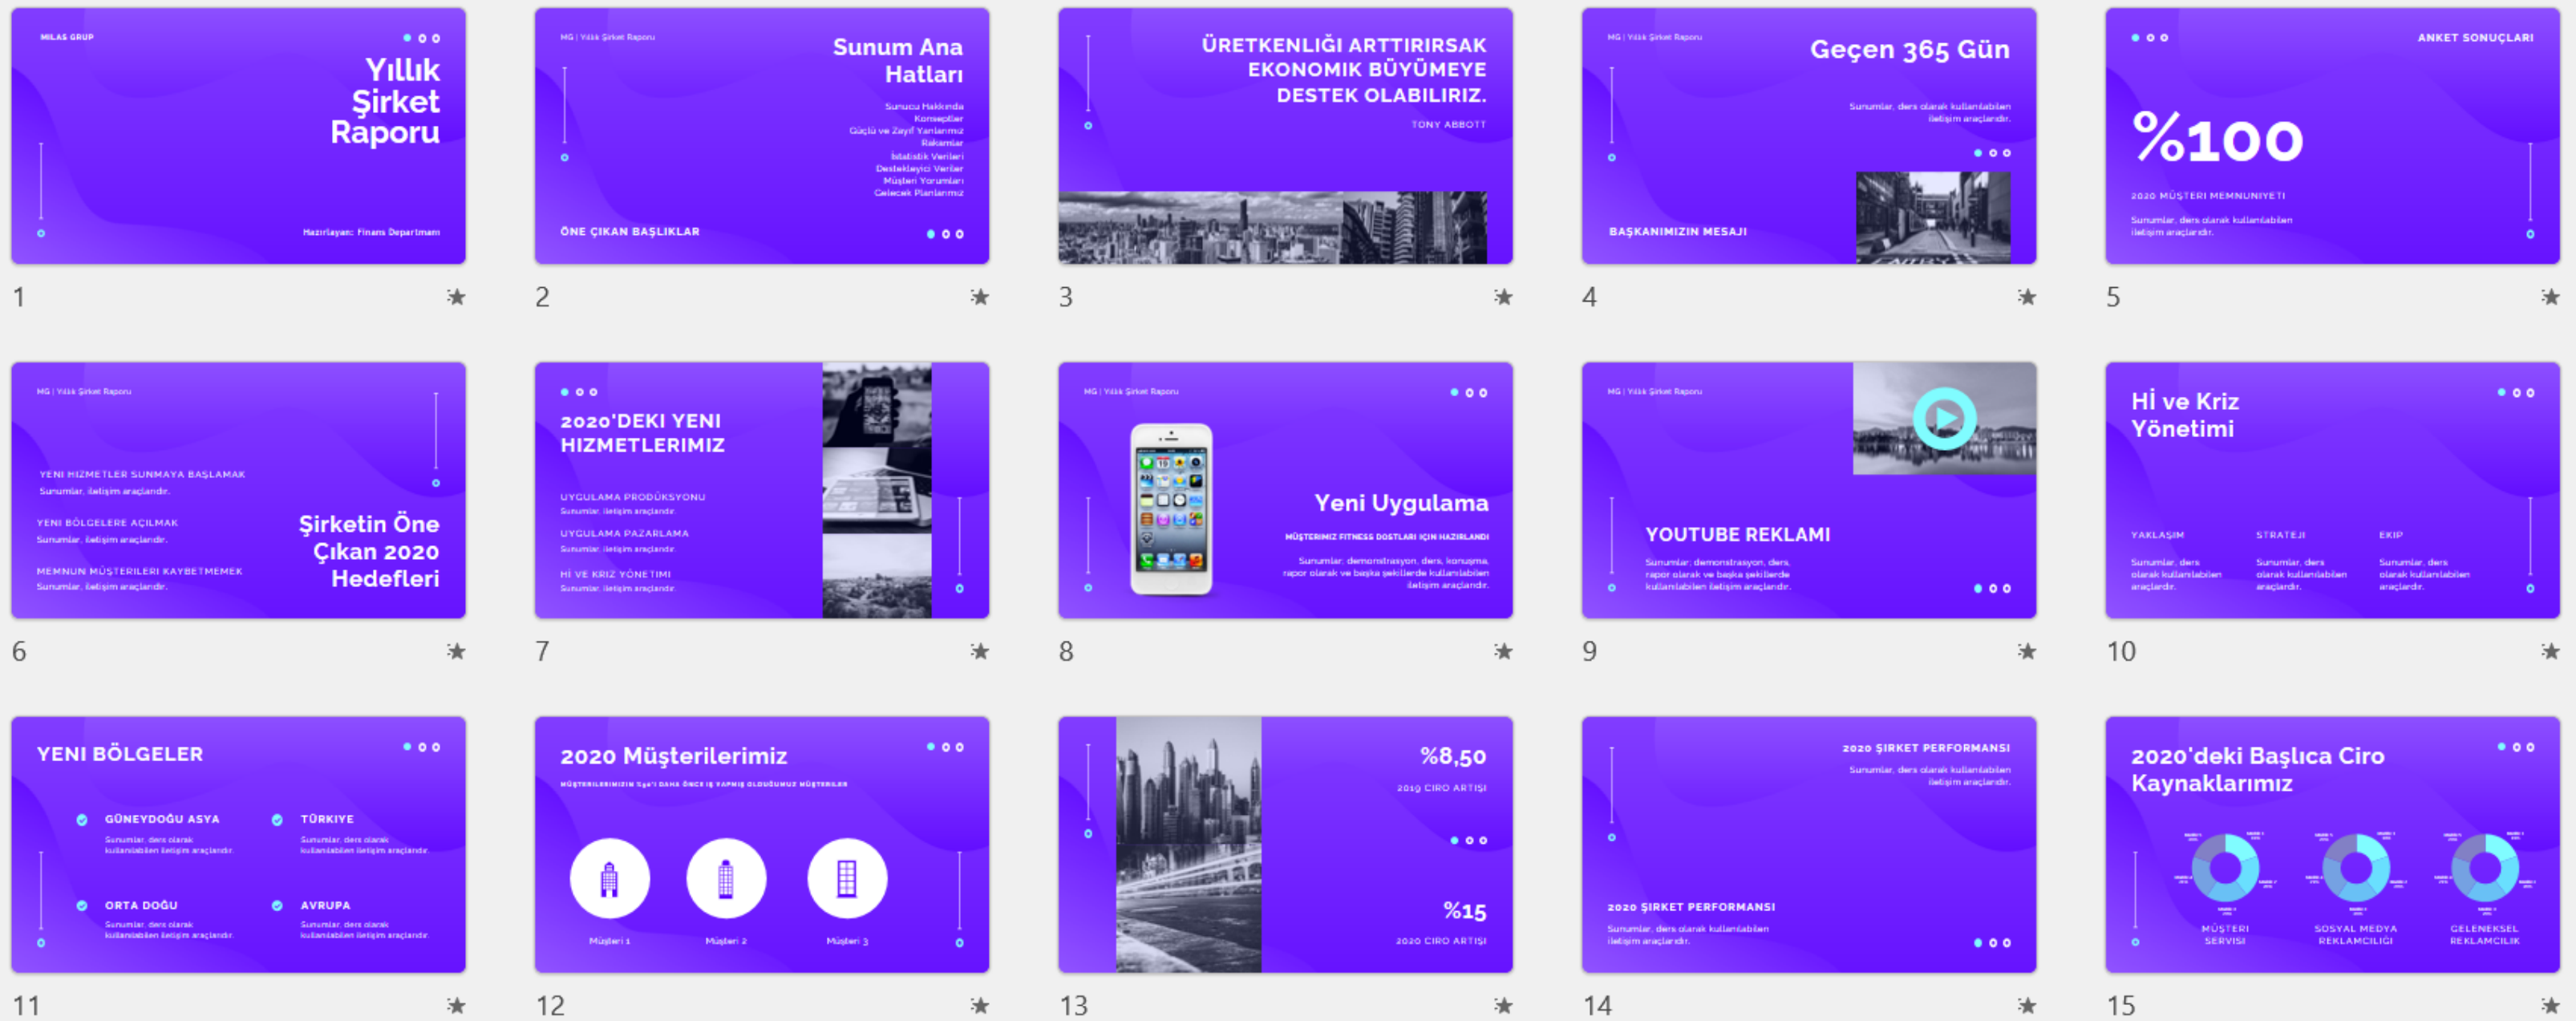 MILAS GRUP
Yıllık
Şirket
Raporu
Hazırlayan: Finans Departmanı
1
MG | Yıllık Şirket Raporu
Sunum Ana
Hatları
Sunucu Hakkında
Konseptler
Güçlü ve Zayıf Yanlarımız
Rakamlar
İstatistik Verileri
Destekleyici Veriler
Müşteri Yorumları
Gelecek Planlarımız
ÖNE ÇIKAN BAŞLIKLAR
2
ÜRETKENLIĞI ARTTIRIRSAK
EKONOMIK BÜYÜMEYE
DESTEK OLABILIRIZ.
TONY ABBOTT
3
MG | Yıllık Şirket Raporu
Geçen 365 Gün
Sunumlar, ders olarak kullanılabilen
iletişim araçlarıdır.
BAŞKANIMIZIN MESAJI
4
ANKET SONUÇLARI
%100
2020 MÜŞTERI MEMNUNIYETI
Sunumlar, ders olarak kullanılabilen
iletişim araçlarıdır.
5
MG | Yıllık Şirket Raporu
YENI HIZMETLER SUNMAYA BAŞLAMAK
Sunumlar, iletişim araçlarıdır.
YENI BÖLGELERE AÇILMAK
Sunumlar, iletişim araçlarıdır.
MEMNUN MÜŞTERILERI KAYBETMEMEK
Sunumlar, iletişim araçlarıdır.
Şirketin Öne
Çıkan 2020
Hedefleri
6
2020'DEKI YENI
HIZMETLERIMIZ
UYGULAMA PRODÜKSYONU
Sunumlar, iletişim araçlarıdır.
UYGULAMA PAZARLAMA
Sunumlar, iletişim araçlarıdır.
Hİ VE KRIZ YÖNETIMI
Sunumlar, iletişim araçlarıdır.
7
MG | Yıllık Şirket Raporu
Yeni Uygulama
MÜŞTERIMIZ FITNESS DOSTLARI IÇIN HAZIRLANDI
Sunumlar, demonstrasyon, ders, konuşma,
rapor olarak ve başka şekillerde kullanılabilen
iletişim araçlarıdır.
8
MG | Yıllık Şirket Raporu
YOUTUBE REKLAMI
Sunumlar, demonstrasyon, ders,
rapor olarak ve başka şekillerde
kullanılabilen iletişim araçlarıdır.
9
Hİ ve Kriz
Yönetimi
YAKLAŞIM
Sunumlar, ders
olarak kullanılabilen
araçlardır.
STRATEJI
Sunumlar, ders
olarak kullanılabilen
araçlardır.
EKIP
Sunumlar, ders
olarak kullanılabilen
araçlardır.
10
YENI BÖLGELER
GÜNEYDOĞU ASYA
Sunumlar, ders olarak
kullanılabilen iletişim araçlarıdır.
TÜRKIYE
Sunumlar, ders olarak
kullanılabilen iletişim araçlarıdır.
ORTA DOĞU
Sunumlar, ders olarak
kullanılabilen iletişim araçlarıdır.
AVRUPA
Sunumlar, ders olarak
kullanılabilen iletişim araçlarıdır.
11
2020 Müşterilerimiz
MÜŞTERILERIMIZIN %90'I DAHA ÖNCE IŞ YAPMIŞ OLDUĞUMUZ MÜŞTERILER
Müşteri 1
Müşteri 2
Müşteri 3
12
%8,50
2019 CIRO ARTIŞI
%15
2020 CIRO ARTIŞI
13
2020 ŞIRKET PERFORMANSI
Sunumlar, ders olarak kullanılabilen
iletişim araçlarıdır.
2020 ŞIRKET PERFORMANSI
Sunumlar, ders olarak kullanılabilen
iletişim araçlarıdır.
14
2020'deki Başlıca Ciro
Kaynaklarımız
MÜŞTERI
SERVISI
SOSYAL MEDYA
REKLAMCILIĞI
GELENEKSEL
REKLAMCILIK
15